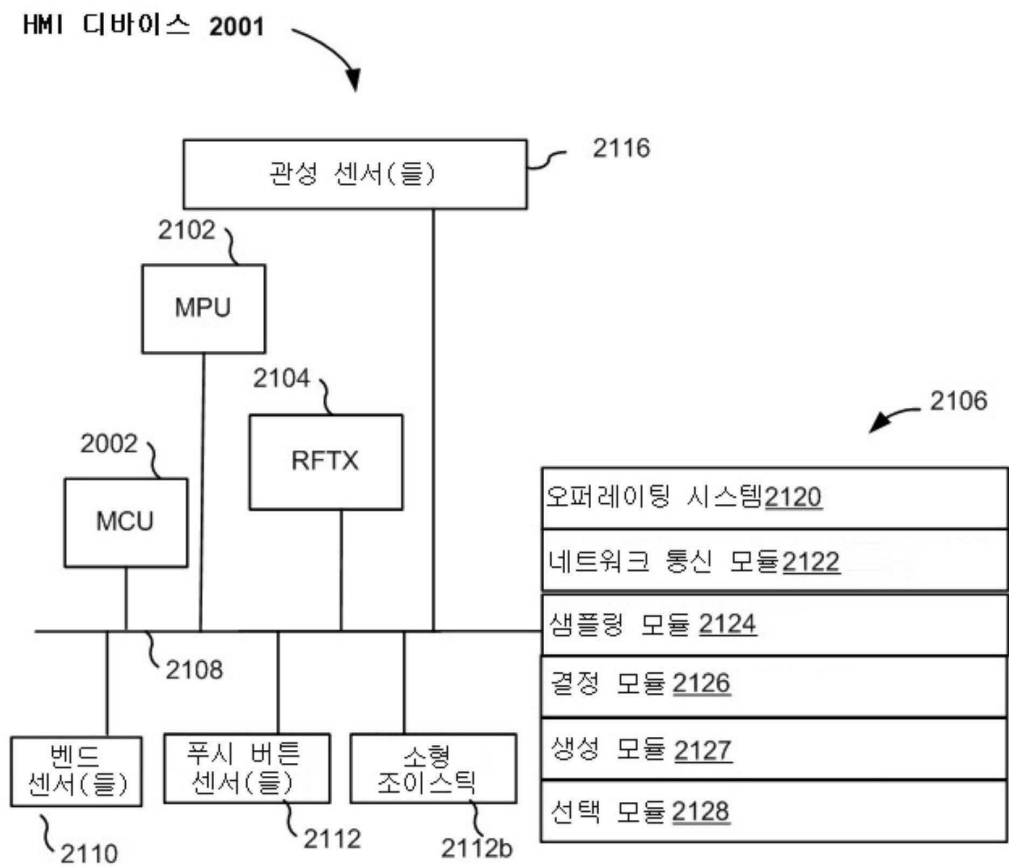 HMI 디바이스 2001
관성 센서(들)
2116
2102
MPU
2104
RFTX
2106
2002
MCU
오퍼레이팅 시스템2120
네트워크 통신 모듈2122
샘플링 모듈 2124
2108
결정 모듈 2126
벤드
센서(들)
푸시 버튼
센서(들)
소형
조이스틱
생성 모듈 2127
선택 모듈 2128
2110
2112
2112b